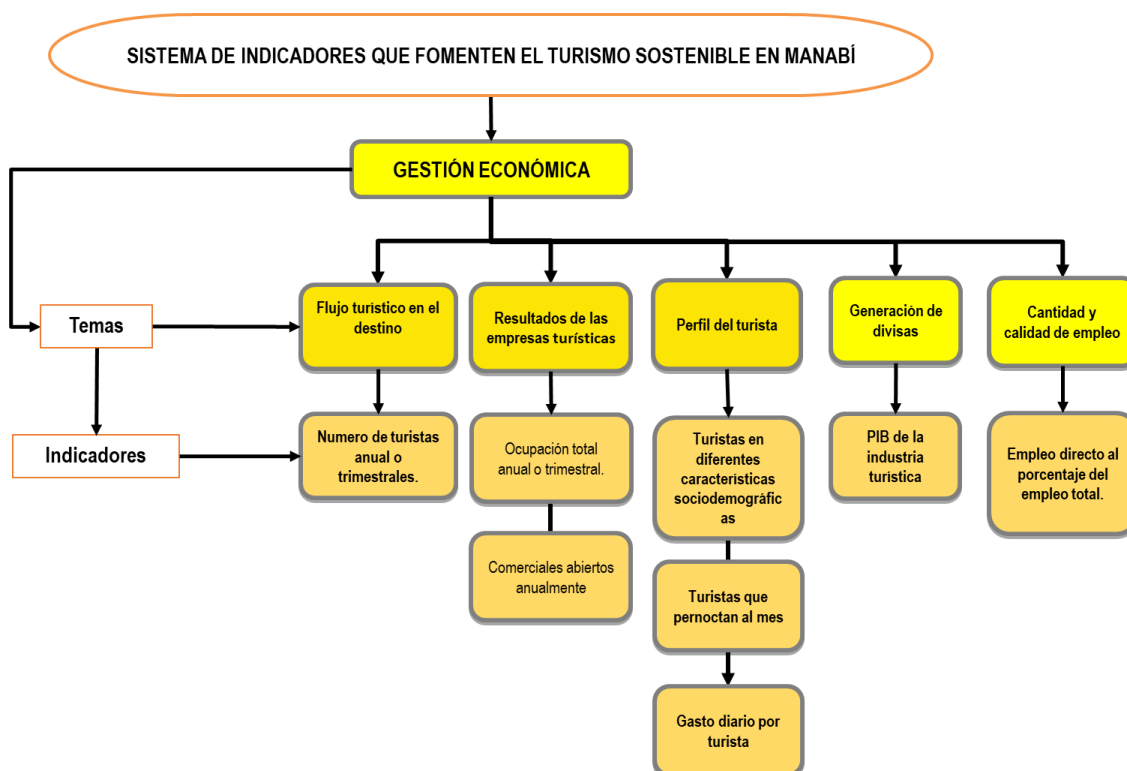 SISTEMA DE INDICADORES QUE FOMENTEN EL TURISMO SOSTENIBLE EN MANABÍ
GESTIÓN ECONÓMICA
Temas
Flujo turístico en el
destino
Resultados de las
empresas turísticas
Perfil del turista
Generación de
divisas
Cantidad y
calidad de empleo
Indicadores
Numero de turistas
anual o
trimestrales.
Ocupación total
anual o trimestral.
Turistas en
diferentes
características
sociodemográfic
as
PIB de la
industria
turística
Empleo directo al
porcentaje del
empleo total.
Comerciales abiertos
anualmente
Turistas que
pernoctan al mes
Gasto diario por
turista